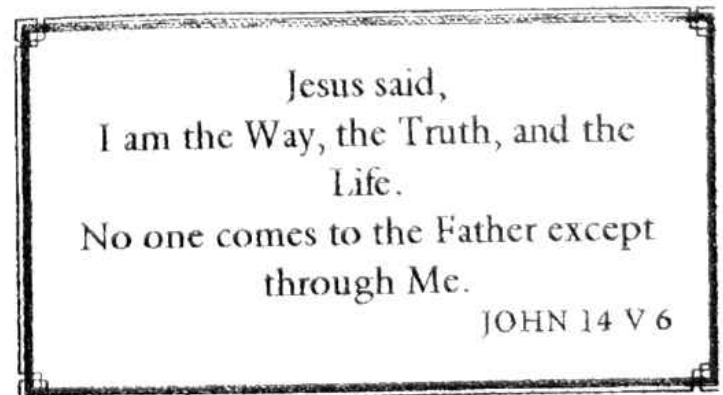 Jesus said,
I am the Way, the Truth, and the
Life.
No one comes to the Father except
through Me.
JOHN 14 V 6